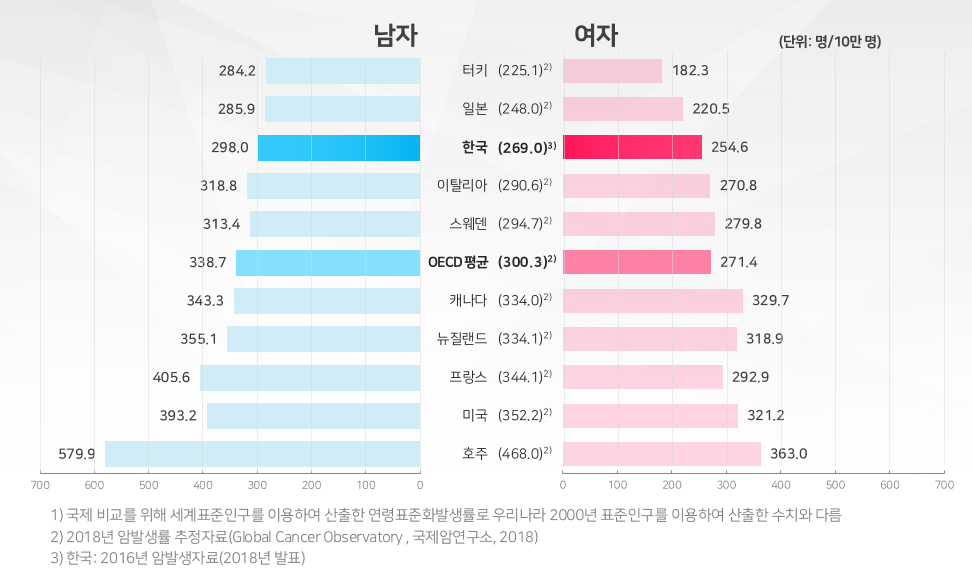 남자 여자 (단위: 명/10만 명)
284.2 터키 (225.1)2) 182.3
285.9 일본 (248.0)2) 220.5
298.0 한국 (269.0)3) 254.6
318.8 이탈리아 (290.6)2) 270.8
313.4 스웨덴 (294.7)2) 279.8
338.7 OECD평균 (300.3)2) 271.4
343.3 캐나다 (334.0)2) 329.7
355.1 뉴질랜드 (334.1)2) 318.9
405.6 프랑스 (344.1)2) 292.9
393.2 미국 (352.2)2) 321.2
579.9 호주 (468.0)2) 363.0
700 600 500 400 300 200 100 0 0 100 200 300 400 500 600 700
1) 국제 비교를 위해 세계표준인구를 이용하여 산출한 연령표준화발생률로 우리나라 2000년 표준인구를 이용하여 산출한 수치와 다름
2) 2018년 암발생률 추정자료(Global Cancer Observatory , 국제암연구소, 2018)
3) 한국: 2016년 암발생자료(2018년 발표)